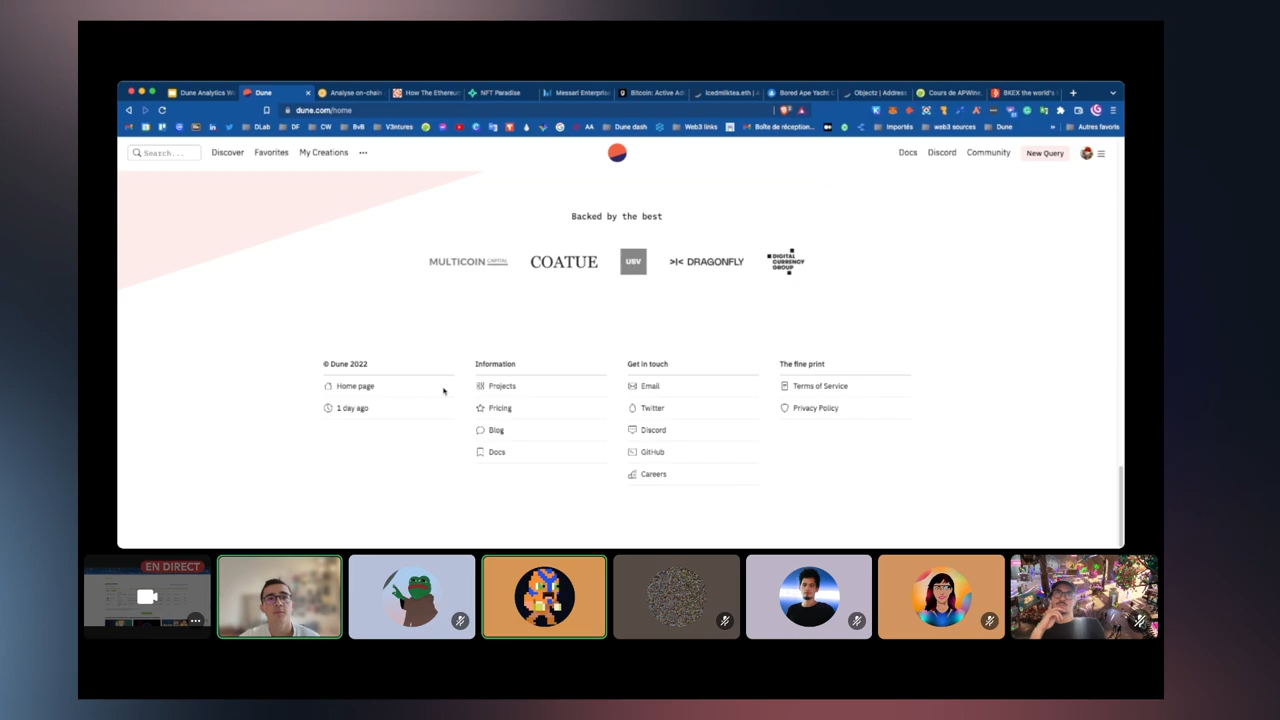 Dune Analytics Wo
Dune
Analyse on-chain
How The Ethereum
NFT Paradise
Messari Enterprise
Bitcoin: Active Ad
icedmilktea.eth | A
Bored Ape Yacht C
Objectz | Address
Cours de APWine
BKEX the world's
dune.com/home
DLab
DF
CW
BvB
V3intures
AA
Dune dash
Web3 links
Boîte de réception...
Importés
web3 sources
Dune
»
Autres favoris
Search...
Discover
Favorites
My Creations
Docs
Discord
Community
New Query
Backed by the best
MULTICOIN CAPITAL
COATUE
USV
DRAGONFLY
DIGITAL
CURRENCY
GROUP
© Dune 2022
Home page
1 day ago
Information
Projects
Pricing
Blog
Docs
Get in touch
Email
Twitter
Discord
GitHub
Careers
The fine print
Terms of Service
Privacy Policy
EN DIRECT